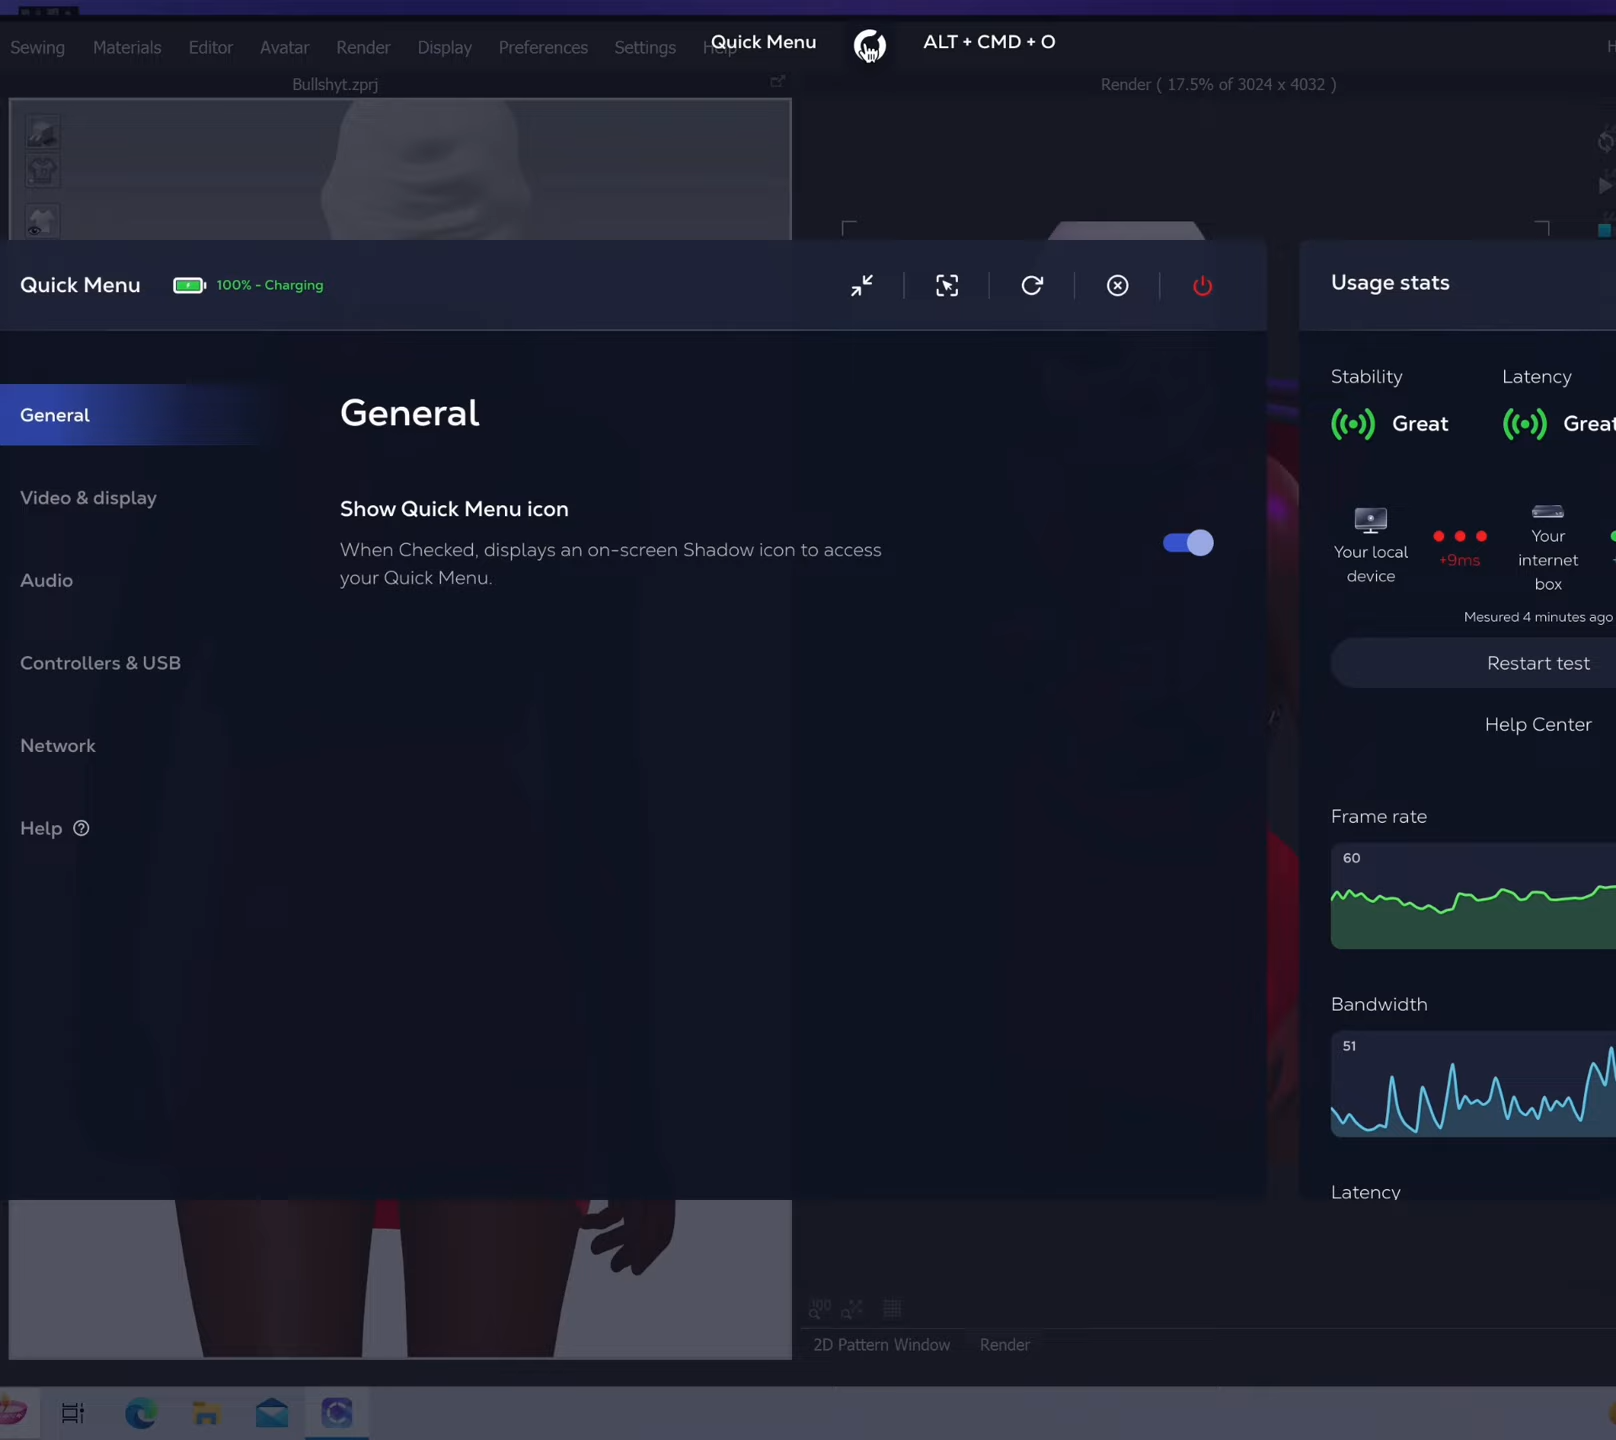 Sewing Materials Editor Avatar Render Display Preferences Settings Help
Quick Menu ALT + CMD + O
Bullshyt.zprj
Render ( 17.5% of 3024 x 4032 )
Quick Menu 100% - Charging
Usage stats
General
Video & display
Audio
Controllers & USB
Network
Help
General
Show Quick Menu icon
When Checked, displays an on-screen Shadow icon to access
your Quick Menu.
Stability Latency
Great Great
Your local
device
+9ms
Your
internet
box
Mesured 4 minutes ago
Restart test
Help Center
Frame rate
60
Bandwidth
51
Latency
100
2D Pattern Window Render